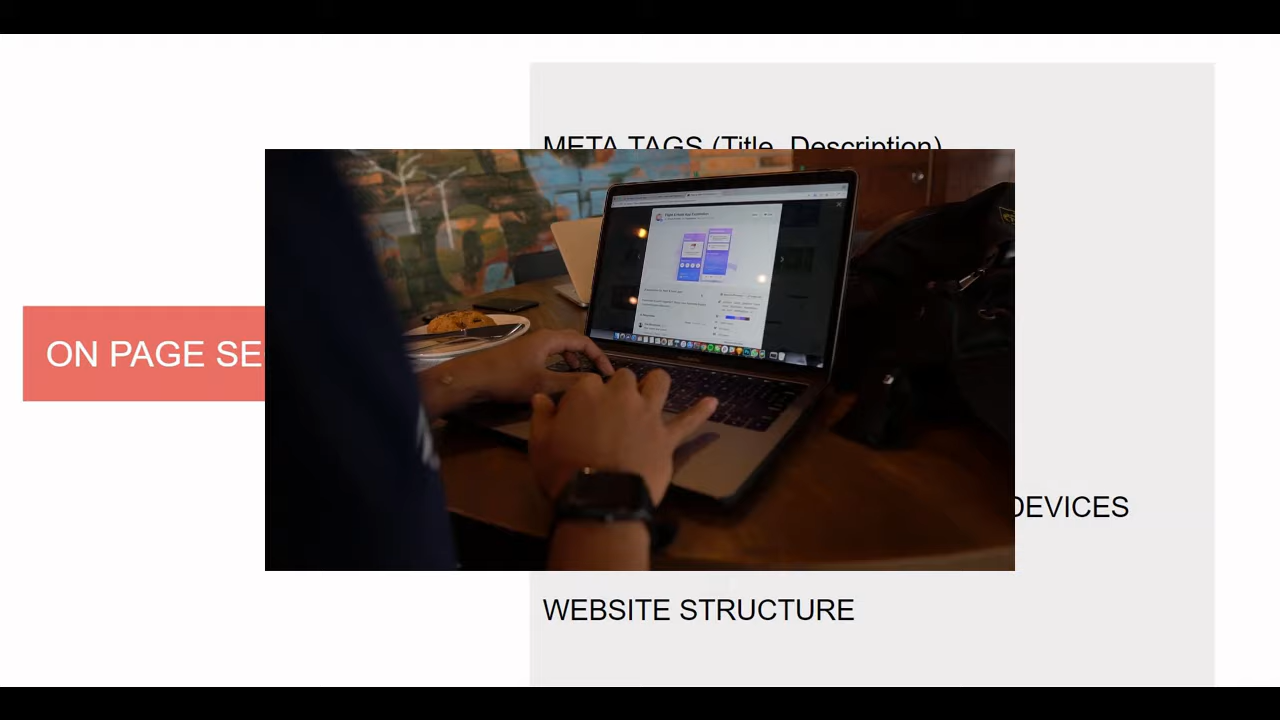 META TAGS (Title, Description)
ON PAGE SE
DEVICES
WEBSITE STRUCTURE